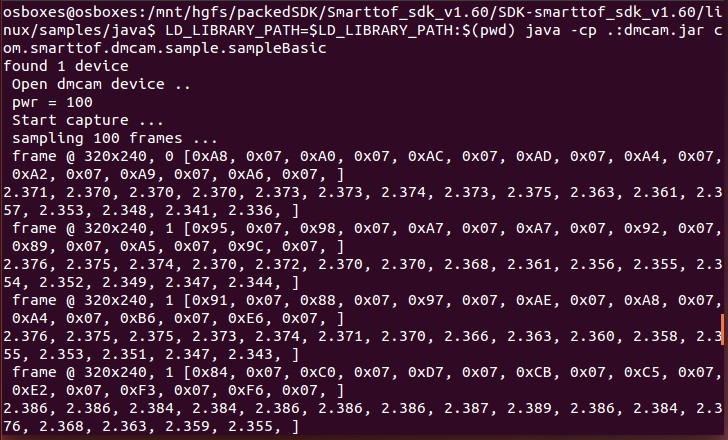 osboxes@osboxes:/mnt/hgfs/packedSDK/Smarttof_sdk_v1.60/SDK-smarttof_sdk_v1.60/li
nux/samples/java$ LD_LIBRARY_PATH=$LD_LIBRARY_PATH:$(pwd) java -cp .:dmcam.jar c
om.smarttof.dmcam.sample.sampleBasic
found 1 device
 Open dmcam device ..
 pwr = 100
 Start capture ...
 sampling 100 frames ...
 frame @ 320x240, 0 [0xA8, 0x07, 0xA0, 0x07, 0xAC, 0x07, 0xAD, 0x07, 0xA4, 0x07,
 0xA2, 0x07, 0xA9, 0x07, 0xA6, 0x07, ]
2.371, 2.370, 2.370, 2.370, 2.373, 2.373, 2.374, 2.373, 2.375, 2.363, 2.361, 2.3
57, 2.353, 2.348, 2.341, 2.336, ]
 frame @ 320x240, 1 [0x95, 0x07, 0x98, 0x07, 0xA7, 0x07, 0xA7, 0x07, 0x92, 0x07,
 0x89, 0x07, 0xA5, 0x07, 0x9C, 0x07, ]
2.376, 2.375, 2.374, 2.370, 2.372, 2.370, 2.370, 2.368, 2.361, 2.356, 2.355, 2.3
54, 2.352, 2.349, 2.347, 2.344, ]
 frame @ 320x240, 1 [0x91, 0x07, 0x88, 0x07, 0x97, 0x07, 0xAE, 0x07, 0xA8, 0x07,
 0xA4, 0x07, 0xB6, 0x07, 0xE6, 0x07, ]
2.376, 2.375, 2.375, 2.373, 2.374, 2.371, 2.370, 2.366, 2.363, 2.360, 2.358, 2.3
55, 2.353, 2.351, 2.347, 2.343, ]
 frame @ 320x240, 1 [0x84, 0x07, 0xC0, 0x07, 0xD7, 0x07, 0xCB, 0x07, 0xC5, 0x07,
 0xE2, 0x07, 0xF3, 0x07, 0xF6, 0x07, ]
2.386, 2.386, 2.384, 2.384, 2.386, 2.386, 2.386, 2.387, 2.389, 2.386, 2.384, 2.3
76, 2.368, 2.363, 2.359, 2.355, ]